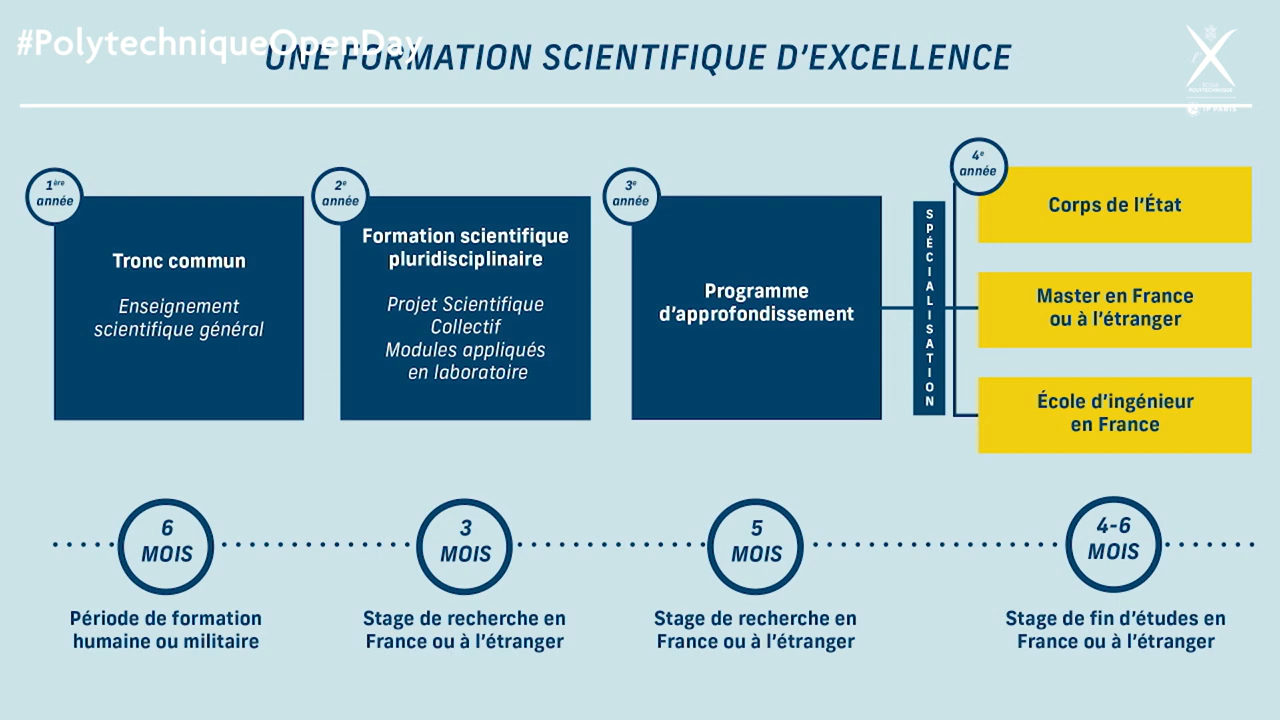 #PolytechniqueOpenDay
UNE FORMATION SCIENTIFIQUE D'EXCELLENCE
ÉCOLE
POLYTECHNIQUE
IP PARIS
1ère
année
Tronc commun
Enseignement
scientifique général
2e
année
Formation scientifique
pluridisciplinaire
Projet Scientifique
Collectif
Modules appliqués
en laboratoire
3e
année
Programme
d'approfondissement
SPÉCIALISATION
4e
année
Corps de l'État
Master en France
ou à l'étranger
École d'ingénieur
en France
6
MOIS
Période de formation
humaine ou militaire
3
MOIS
Stage de recherche en
France ou à l'étranger
5
MOIS
Stage de recherche en
France ou à l'étranger
4-6
MOIS
Stage de fin d'études en
France ou à l'étranger